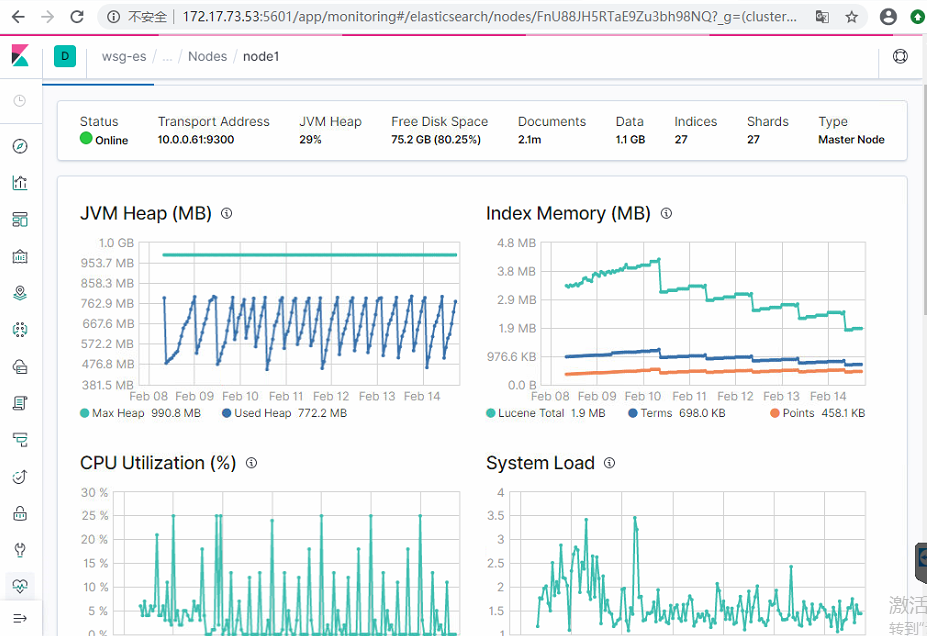 不安全 | 172.17.73.53:5601/app/monitoring#/elasticsearch/nodes/FnU88JH5RTaE9Zu3bh98NQ?_g=(cluster...
D wsg-es / ... / Nodes / node1
Status Transport Address JVM Heap Free Disk Space Documents Data Indices Shards Type
Online 10.0.0.61:9300 29% 75.2 GB (80.25%) 2.1m 1.1 GB 27 27 Master Node
JVM Heap (MB)
1.0 GB
953.7 MB
858.3 MB
762.9 MB
667.6 MB
572.2 MB
476.8 MB
381.5 MB
Feb 08 Feb 09 Feb 10 Feb 11 Feb 12 Feb 13 Feb 14
Max Heap 990.8 MB Used Heap 772.2 MB
Index Memory (MB)
4.8 MB
3.8 MB
2.9 MB
1.9 MB
976.6 KB
0.0 B
Feb 08 Feb 09 Feb 10 Feb 11 Feb 12 Feb 13 Feb 14
Lucene Total 1.9 MB Terms 698.0 KB Points 458.1 KB
CPU Utilization (%)
30 %
25 %
20 %
15 %
10 %
5 %
0 %
System Load
4
3.5
3
2.5
2
1.5
1
激活
转到"